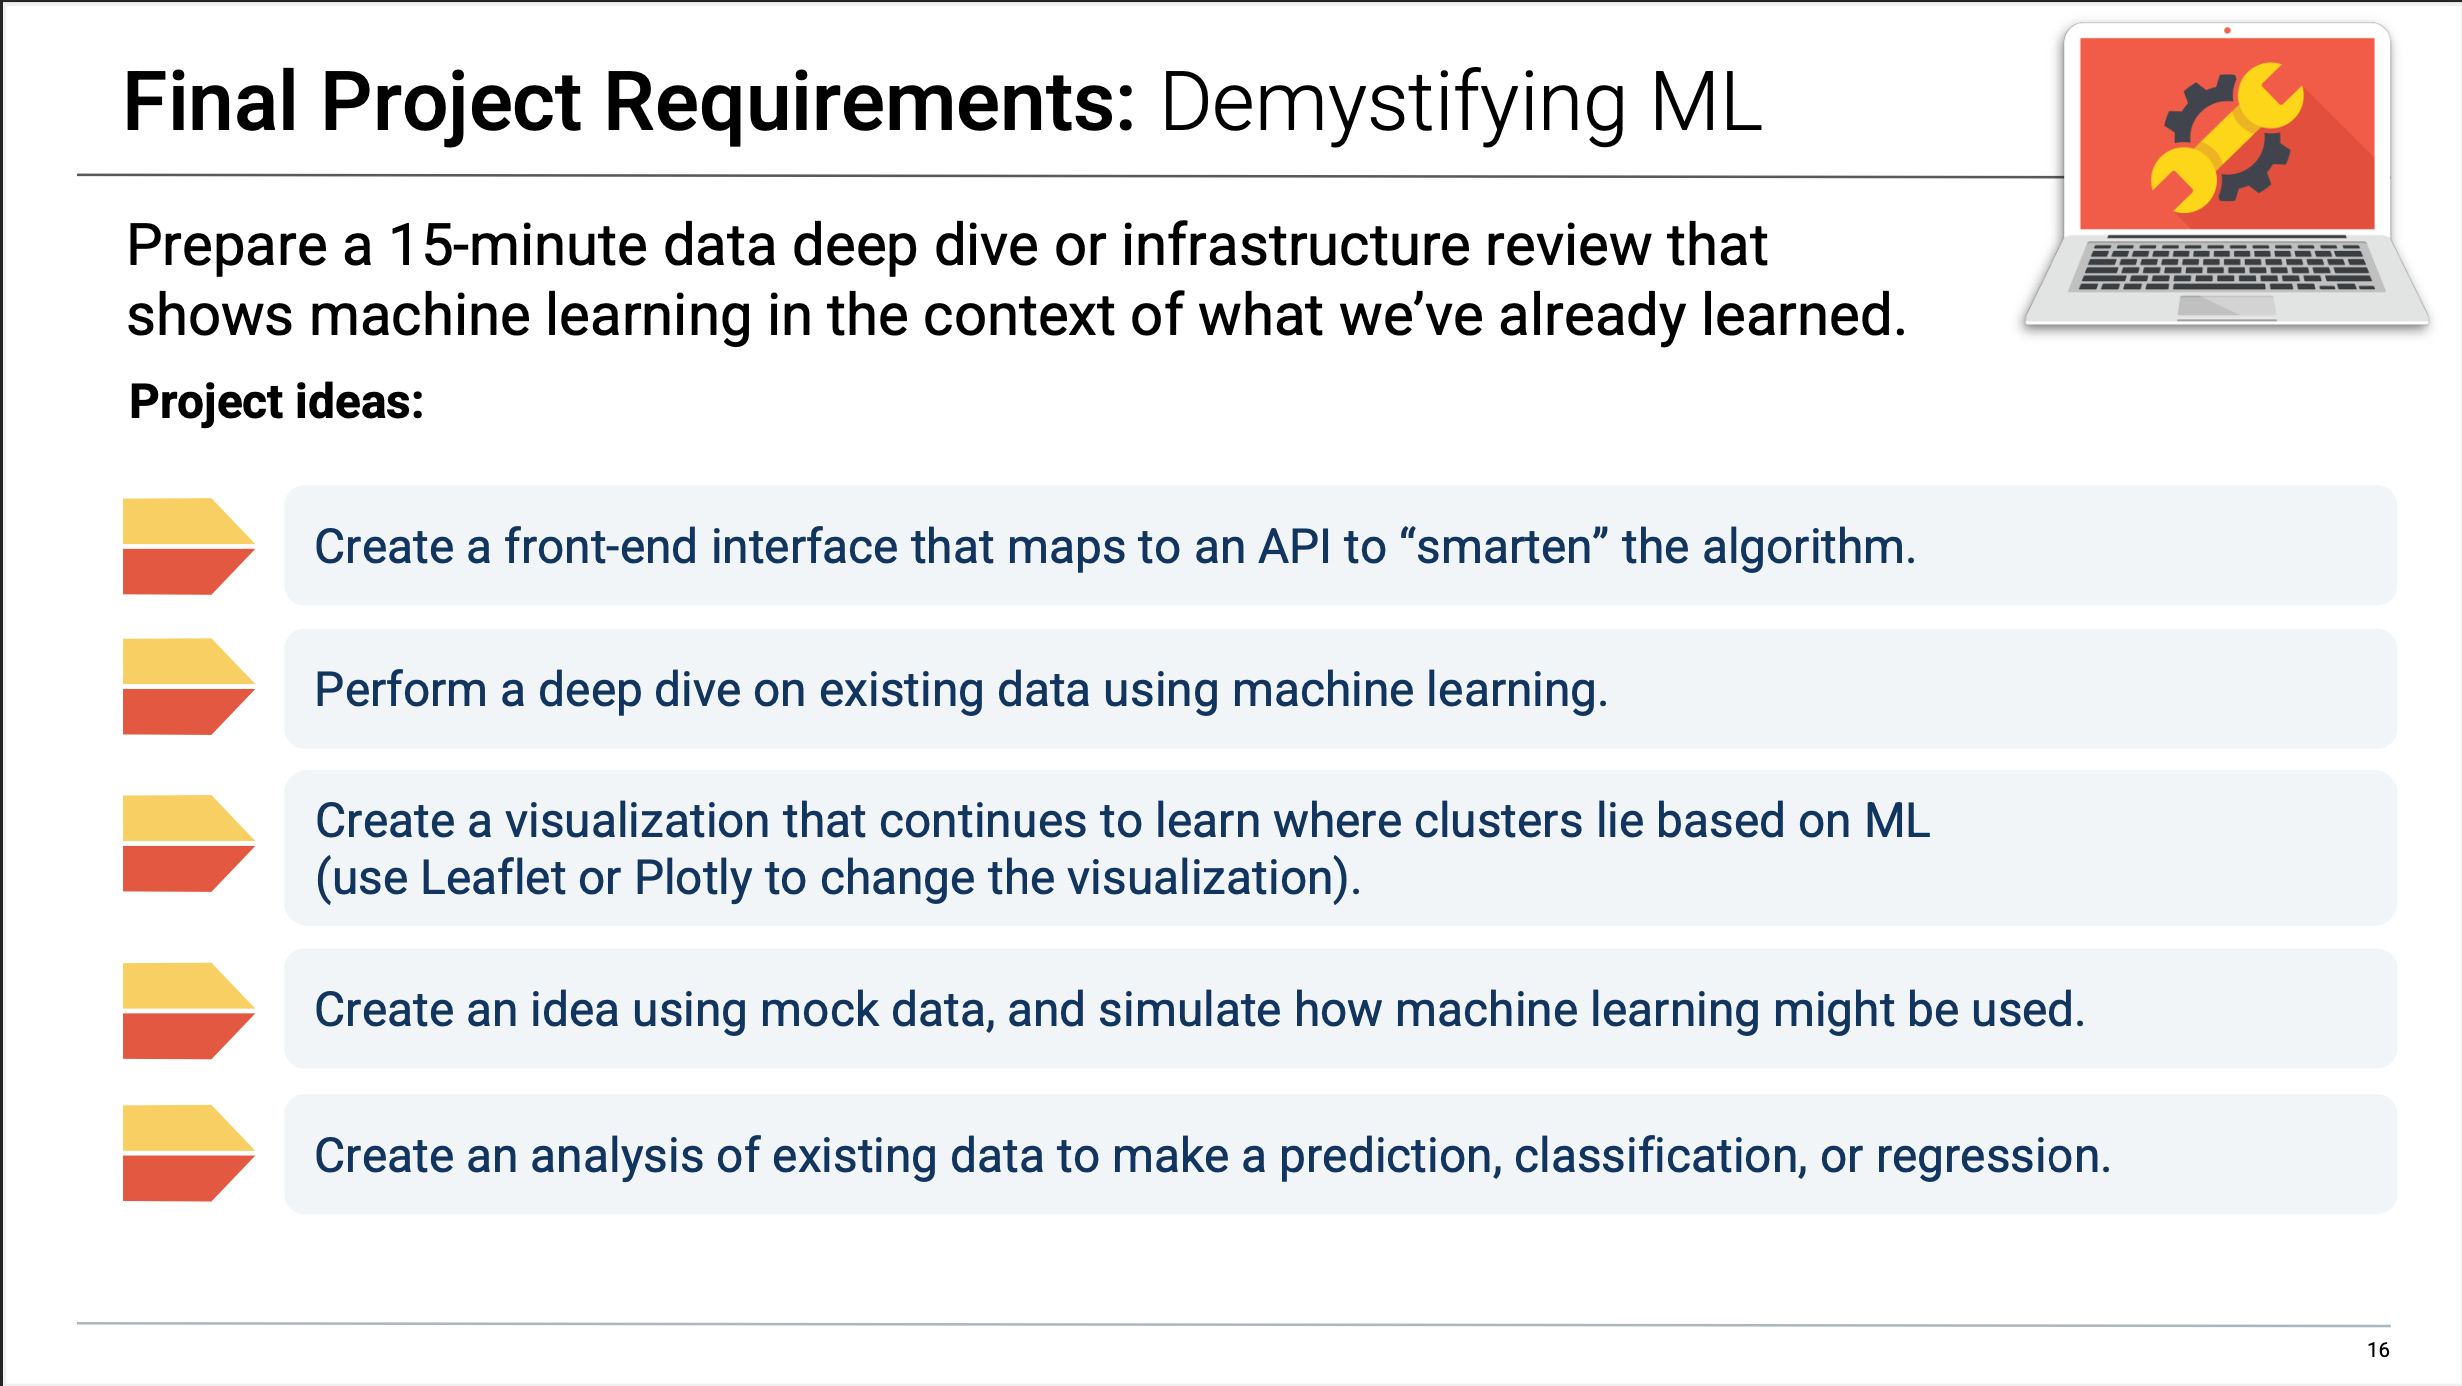 Final Project Requirements: Demystifying ML
Prepare a 15-minute data deep dive or infrastructure review that
shows machine learning in the context of what we’ve already learned.
Project ideas:
Create a front-end interface that maps to an API to “smarten” the algorithm.
Perform a deep dive on existing data using machine learning.
Create a visualization that continues to learn where clusters lie based on ML
(use Leaflet or Plotly to change the visualization).
Create an idea using mock data, and simulate how machine learning might be used.
Create an analysis of existing data to make a prediction, classification, or regression.
16